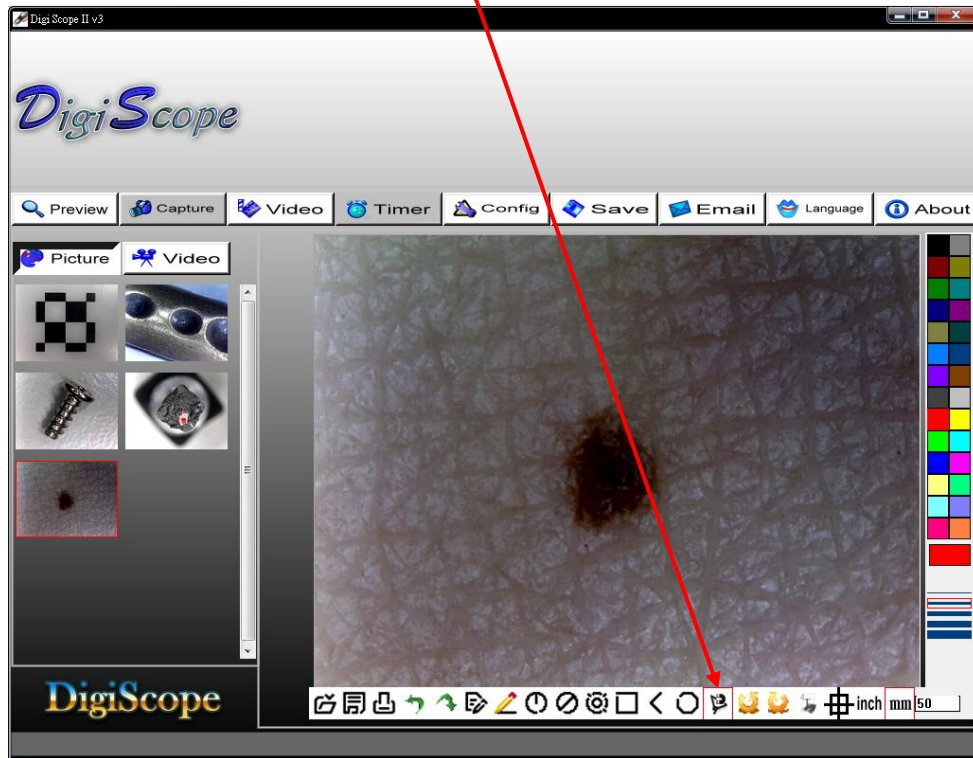 Digi Scope II v3
DigiScope
Preview Capture Video Timer Config Save Email Language About
Picture Video
DigiScope
inch mm 50